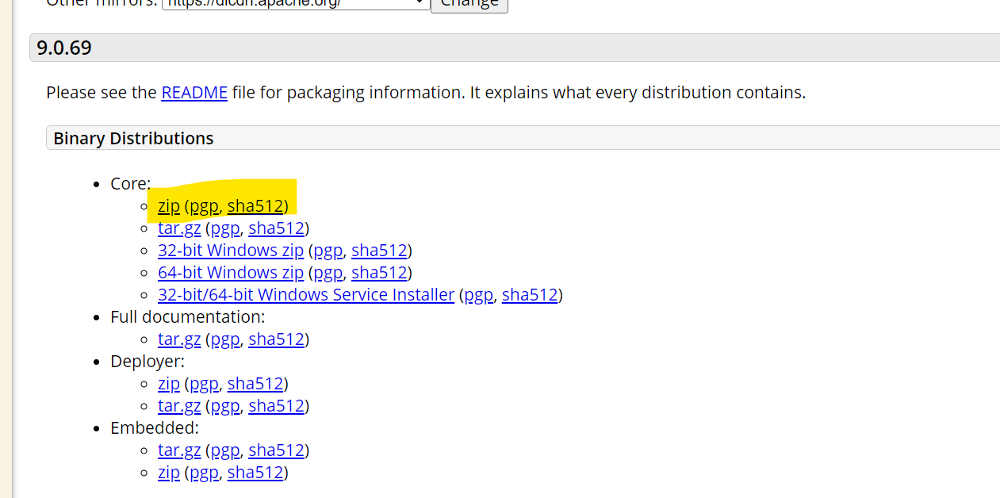 Other mirrors: https://dlcdn.apache.org/ Change
9.0.69
Please see the README file for packaging information. It explains what every distribution contains.
Binary Distributions
Core:
zip (pgp, sha512)
tar.gz (pgp, sha512)
32-bit Windows zip (pgp, sha512)
64-bit Windows zip (pgp, sha512)
32-bit/64-bit Windows Service Installer (pgp, sha512)
Full documentation:
tar.gz (pgp, sha512)
Deployer:
zip (pgp, sha512)
tar.gz (pgp, sha512)
Embedded:
tar.gz (pgp, sha512)
zip (pgp, sha512)